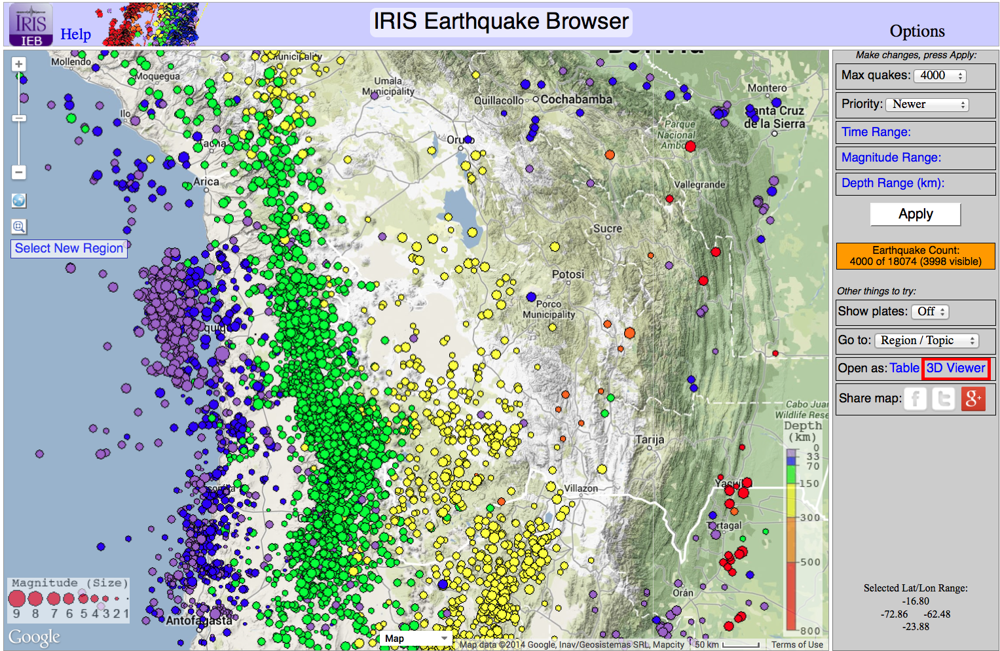 IRIS
IEB
Help
IRIS Earthquake Browser
Options
Make changes, press Apply:
Max quakes: 4000
Priority: Newer
Time Range:
Magnitude Range:
Depth Range (km):
Apply
Earthquake Count:
4000 of 18074 (3998 visible)
Other things to try:
Show plates: Off
Go to: Region / Topic
Open as: Table 3D Viewer
Share map:
Selected Lat/Lon Range:
-16.80
-72.86 -62.48
-23.88
+
−
Select New Region
Mollendo
Moquegua
Ilo
Arica
Umala
Municipality
Quillacollo
Cochabamba
Montero
de la Sierra
Parque
Nacional
Vallegrande
Sucre
Potosi
Porco
Municipality
Tarija
Villazon
Orán
Antofagasta
Cabo Juan
Wildlife Rese
Depth
(km)
0
33
70
150
300
500
800
Magnitude (Size)
9 8 7 6 5 4 3 2 1
Google
Map
Map data ©2014 Google, Inav/Geosistemas SRL, Mapcity
50 km
Terms of Use